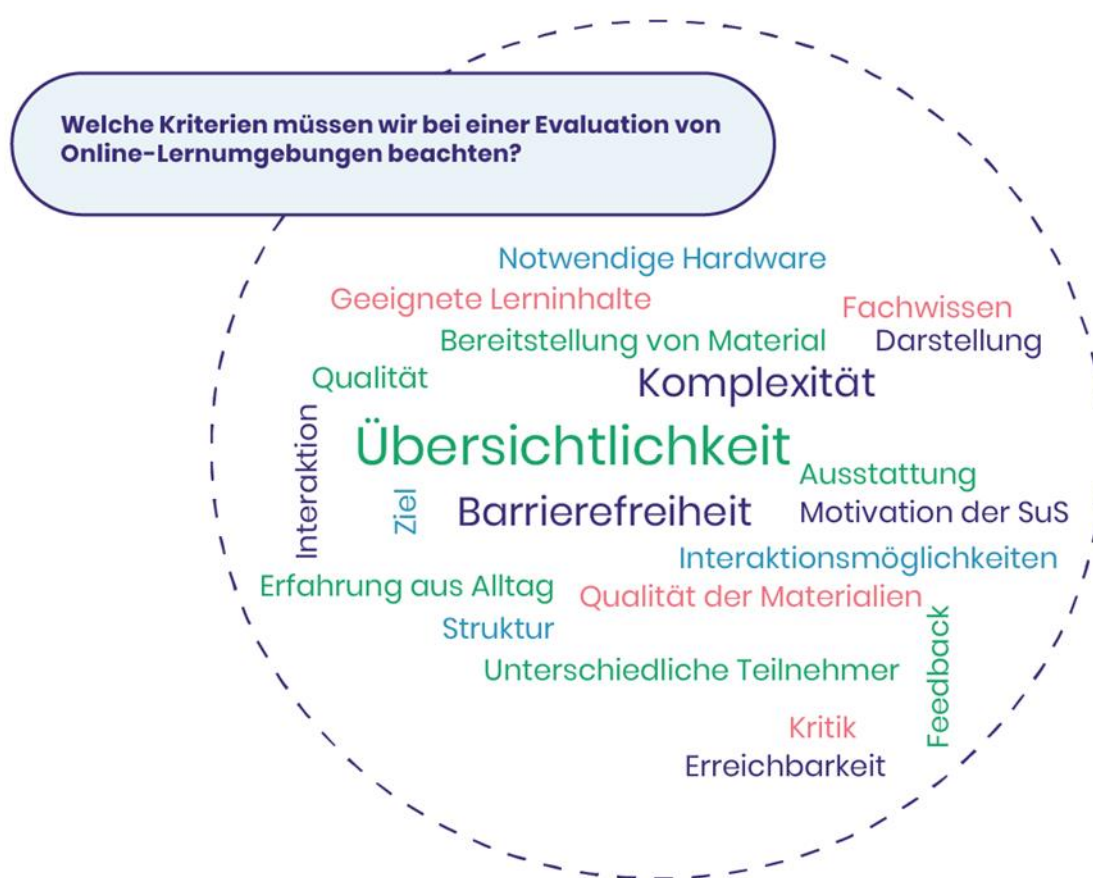 Welche Kriterien müssen wir bei einer Evaluation von
Online-Lernumgebungen beachten?
Notwendige Hardware
Geeignete Lerninhalte
Fachwissen
Bereitstellung von Material
Darstellung
Qualität
Komplexität
Interaktion
Übersichtlichkeit
Ausstattung
Ziel
Barrierefreiheit
Motivation der SuS
Interaktionsmöglichkeiten
Erfahrung aus Alltag
Qualität der Materialien
Struktur
Feedback
Unterschiedliche Teilnehmer
Kritik
Erreichbarkeit